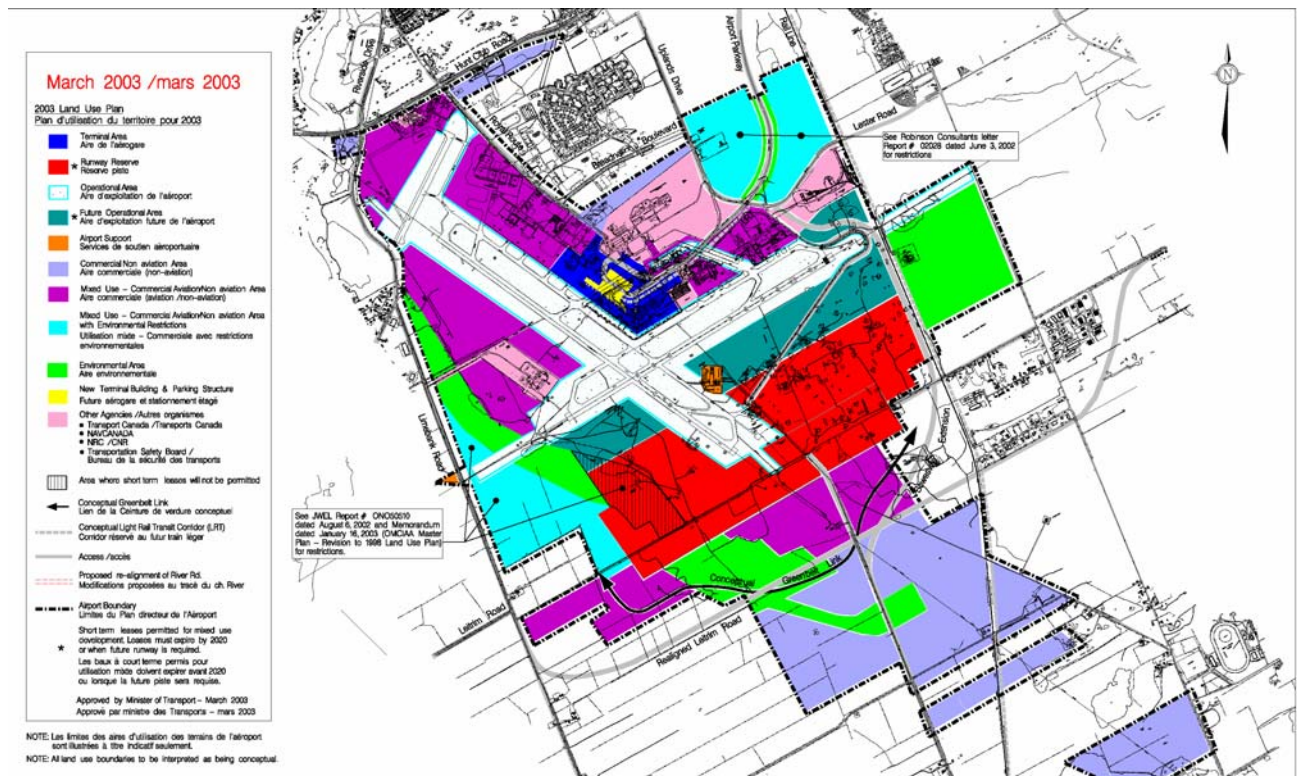 March 2003 /mars 2003
2003 Land Use Plan
Plan d'utilisation du territoire pour 2003
Terminal Area
Aire de l'aérogare
* Runway Reserve
Réserve piste
Operational Area
Aire d'exploitation de l'aéroport
* Future Operational Area
Aire d'exploitation future de l'aéroport
Airport Support
Services de soutien aéroportuaire
Commercial Non aviation Area
Aire commerciale (non-aviation)
Mixed Use - Commercial Aviation/Non aviation Area
Aire commerciale (aviation /non-aviation)
Mixed Use - Commercial Aviation/Non aviation Area
with Environmental Restrictions
Utilisation mixte - Commerciale avec restrictions
environnementales
Environmental Area
Aire environnementale
New Terminal Building & Parking Structure
Future aérogare et stationnement étagé
Other Agencies /Autres organismes
Transport Canada /Transports Canada
NAVCANADA
NRC /CNR
Transportation Safety Board /
Bureau de la sécurité des transports
Area where short term leases will not be permitted
Conceptual Greenbelt Link
Lien de la Ceinture de verdure conceptuel
Conceptual Light Rail Transit Corridor (LRT)
Corridor réservé au futur train léger
Access /accès
Proposed re-alignment of River Rd.
Modifications proposées au tracé du ch. River
Airport Boundary
Limites du Plan directeur de l'Aéroport
* Short term leases permitted for mixed use
development. Leases must expire by 2020
or when future runway is required.
Les baux à court terme permis pour
utilisation mixte doivent expirer avant 2020
ou lorsque la future piste sera requise.
Approved by Minister of Transport - March 2003
Approuvé par ministre des Transports - mars 2003
NOTE: Les limites des aires d'utilisation des terrains de l'aéroport
sont illustrées à titre indicatif seulement.
NOTE: All land use boundaries to be interpreted as being conceptual.
Riverside Drive
Hunt Club Road
Uplands Drive
Airport Parkway
Rail Line
Lester Road
Breadner Boulevard
Royal Route
N
See Robinson Consultants letter
Report # 02028 dated June 3, 2002
for restrictions
Limebank Road
See JWEL Report # ONO50510
dated August 6, 2002 and Memorandum
dated January 16, 2003 (OMCIAA Master
Plan - Revision to 1998 Land Use Plan)
for restrictions.
Extension
Conceptual Greenbelt Link
Leitrim Road
Realigned Leitrim Road